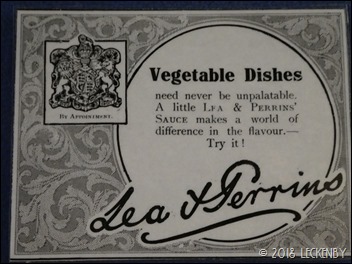 By Appointment.
Vegetable Dishes
need never be unpalatable.
A little LEA & PERRINS'
SAUCE makes a world of
difference in the flavour.—
Try it!
Lea & Perrins
© 2018 LECKENBY